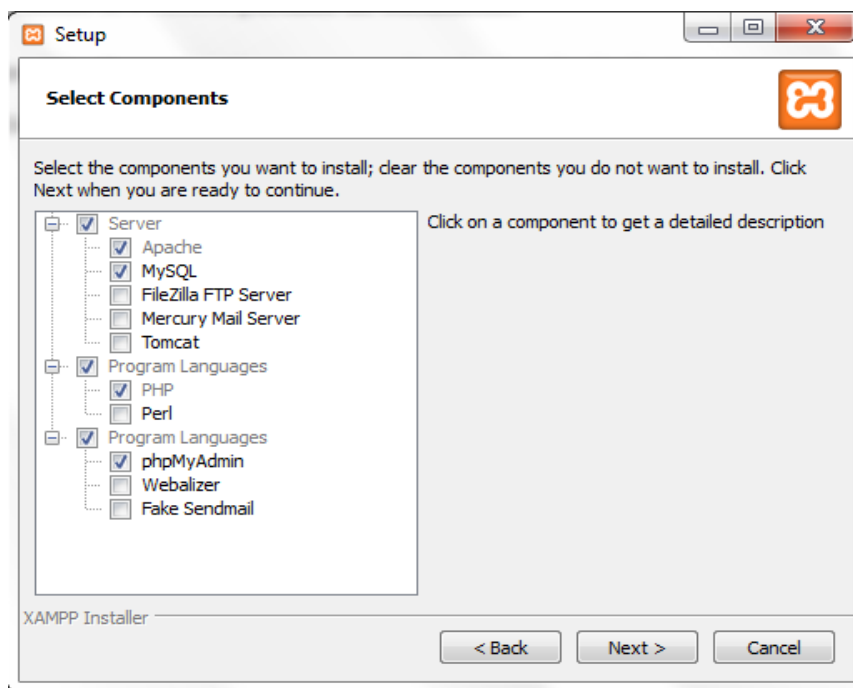 Setup
Select Components
Select the components you want to install; clear the components you do not want to install. Click
Next when you are ready to continue.
Server
Apache
MySQL
FileZilla FTP Server
Mercury Mail Server
Tomcat
Program Languages
PHP
Perl
Program Languages
phpMyAdmin
Webalizer
Fake Sendmail
Click on a component to get a detailed description
XAMPP Installer
< Back
Next >
Cancel